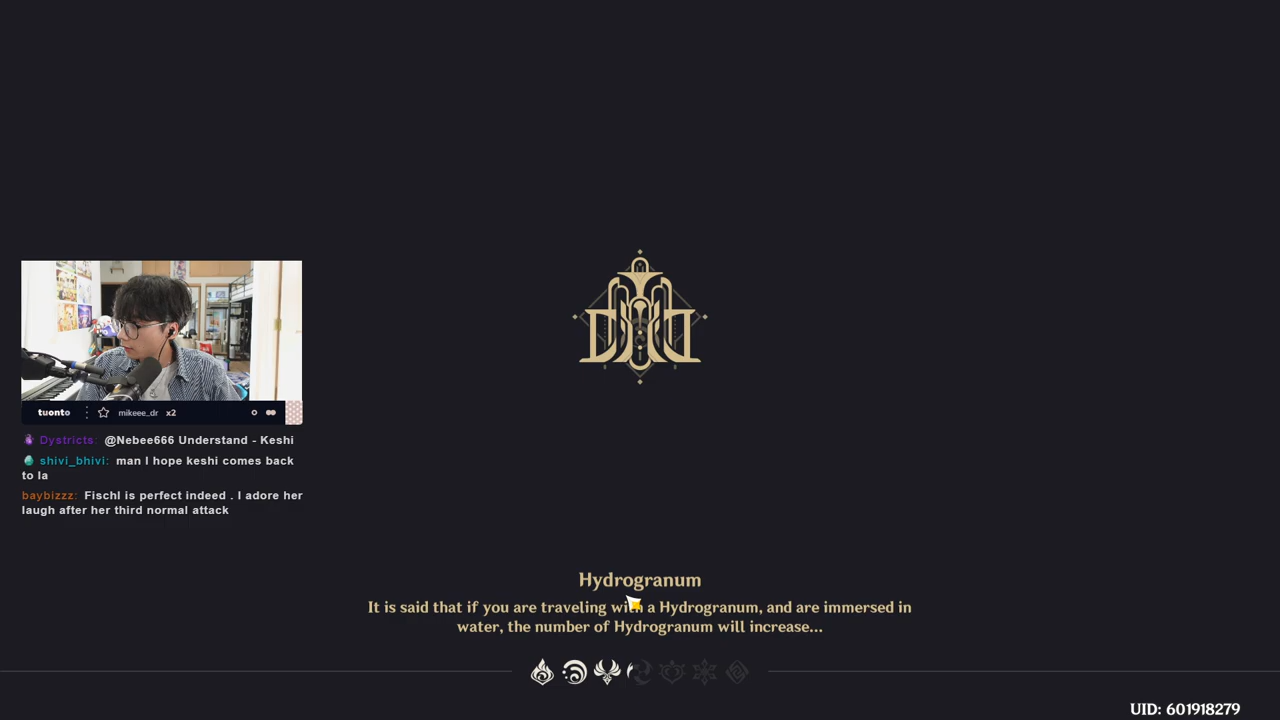 tuonto
mikeee_dr x2
Dystricts: @Nebee666 Understand - Keshi
shivi_bhivi: man I hope keshi comes back
to la
baybizzz: Fischl is perfect indeed . I adore her
laugh after her third normal attack
Hydrogranum
It is said that if you are traveling with a Hydrogranum, and are immersed in
water, the number of Hydrogranum will increase...
UID: 601918279